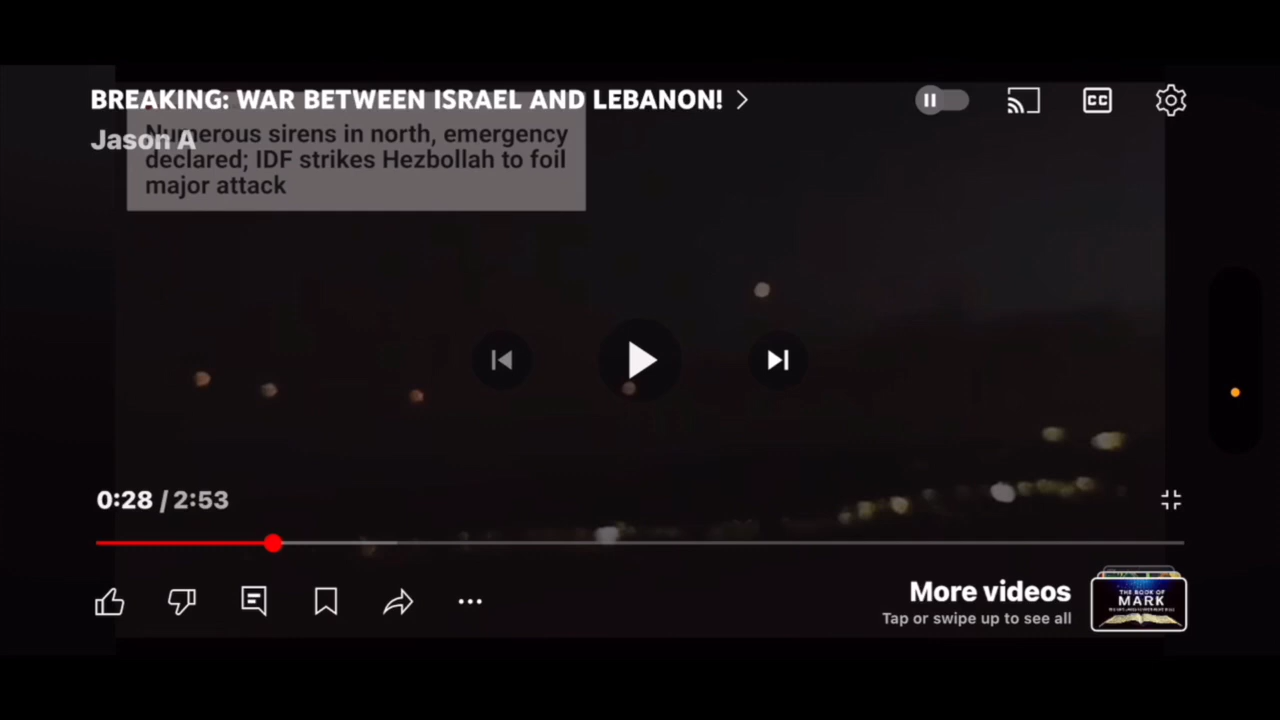 BREAKING: WAR BETWEEN ISRAEL AND LEBANON!
Jason A
Numerous sirens in north, emergency
declared; IDF strikes Hezbollah to foil
major attack
CC
0:28 / 2:53
More videos
Tap or swipe up to see all
THE BOOK OF
MARK